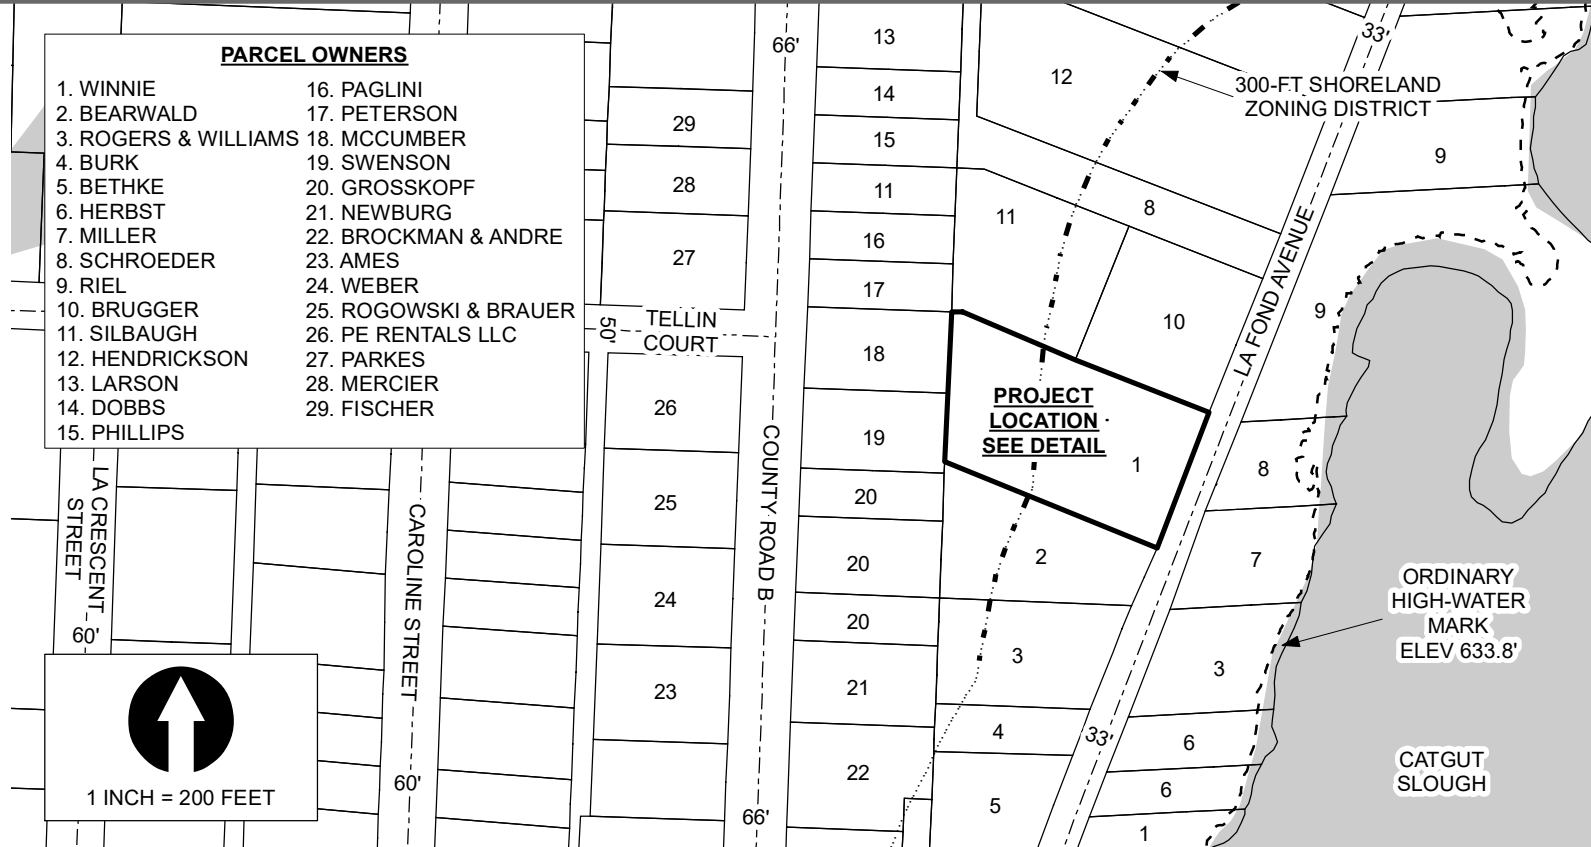 PARCEL OWNERS
1. WINNIE
2. BEARWALD
3. ROGERS & WILLIAMS
4. BURK
5. BETHKE
6. HERBST
7. MILLER
8. SCHROEDER
9. RIEL
10. BRUGGER
11. SILBAUGH
12. HENDRICKSON
13. LARSON
14. DOBBS
15. PHILLIPS
16. PAGLINI
17. PETERSON
18. MCCUMBER
19. SWENSON
20. GROSSKOPF
21. NEWBURG
22. BROCKMAN & ANDRE
23. AMES
24. WEBER
25. ROGOWSKI & BRAUER
26. PE RENTALS LLC
27. PARKES
28. MERCIER
29. FISCHER
LA CRESCENT
STREET
60'
1 INCH = 200 FEET
CAROLINE STREET
60'
29
28
27
50'
TELLIN
COURT
26
25
24
23
66'
COUNTY ROAD B
66'
13
14
15
11
16
17
18
19
20
20
20
21
22
12
11
8
10
PROJECT
LOCATION
SEE DETAIL
1
2
3
4
5
33'
LA FOND AVENUE
33'
300-FT SHORELAND
ZONING DISTRICT
9
9
8
7
3
6
6
1
ORDINARY
HIGH-WATER
MARK
ELEV 633.8'
CATGUT
SLOUGH